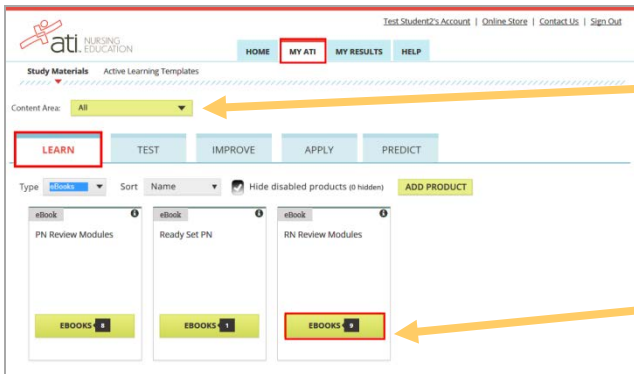 Test Student2's Account | Online Store | Contact Us | Sign Out
ati. NURSING EDUCATION
HOME MY ATI MY RESULTS HELP
Study Materials Active Learning Templates
Content Area: All
LEARN TEST IMPROVE APPLY PREDICT
Type eBooks Sort Name Hide disabled products (0 hidden) ADD PRODUCT
eBook eBook eBook
PN Review Modules Ready Set PN RN Review Modules
EBOOKS 8 EBOOKS 1 EBOOKS 9